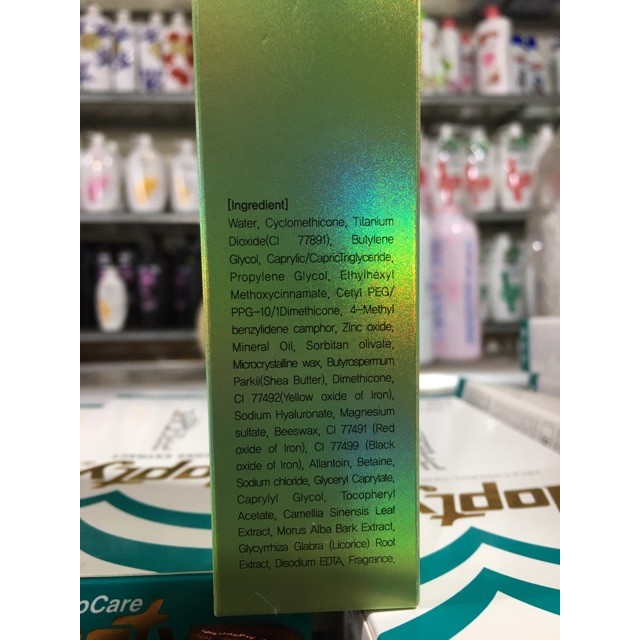 [Ingredient]
Water, Cyclomethicone, Titanium
Dioxide(CI 77891), Butylene
Glycol, Caprylic/CapricTriglyceride,
Propylene Glycol, Ethylhexyl
Methoxycinnamate, Cetyl PEG/
PPG-10/1Dimethicone, 4-Methyl
benzylidene camphor, Zinc oxide,
Mineral Oil, Sorbitan olivate,
Microcrystalline wax, Butyrospermum
Parkii(Shea Butter), Dimethicone,
CI 77492(Yellow oxide of Iron),
Sodium Hyaluronate, Magnesium
sulfate, Beeswax, CI 77491 (Red
oxide of Iron), CI 77499 (Black
oxide of Iron), Allantoin, Betaine,
Sodium chloride, Glyceryl Caprylate,
Caprylyl Glycol, Tocopheryl
Acetate, Camellia Sinensis Leaf
Extract, Morus Alba Bark Extract,
Glycyrrhiza Glabra (Licorice) Root
Extract, Disodium EDTA, Fragrance,
oCare